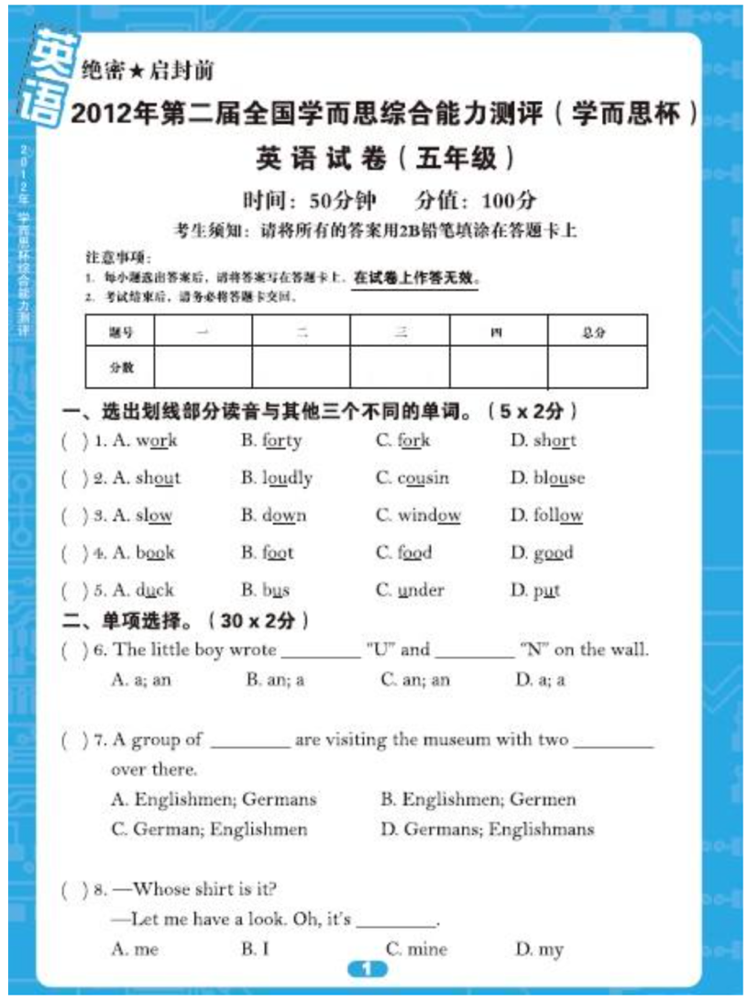 英语
2012年 学而思杯综合能力测评
绝密★启封前
2012年第二届全国学而思综合能力测评（学而思杯）
英 语 试 卷（五年级）
时间：50分钟 分值：100分
考生须知：请将所有的答案用2B铅笔填涂在答题卡上
注意事项：
1. 每小题选出答案后，请将答案写在答题卡上，在试卷上作答无效。
2. 考试结束后，请务必将答题卡交回。
题号 一 二 三 四 总分
分数
一、选出划线部分读音与其他三个不同的单词。（5 x 2分）
( ) 1. A. work B. forty C. fork D. short
( ) 2. A. shout B. loudly C. cousin D. blouse
( ) 3. A. slow B. down C. window D. follow
( ) 4. A. book B. foot C. food D. good
( ) 5. A. duck B. bus C. under D. put
二、单项选择。（30 x 2分）
( ) 6. The little boy wrote ________ “U” and ________ “N” on the wall.
A. a; an B. an; a C. an; an D. a; a
( ) 7. A group of ________ are visiting the museum with two ________
over there.
A. Englishmen; Germans B. Englishmen; Germen
C. German; Englishmen D. Germans; Englishmans
( ) 8. —Whose shirt is it?
—Let me have a look. Oh, it's ________.
A. me B. I C. mine D. my
1